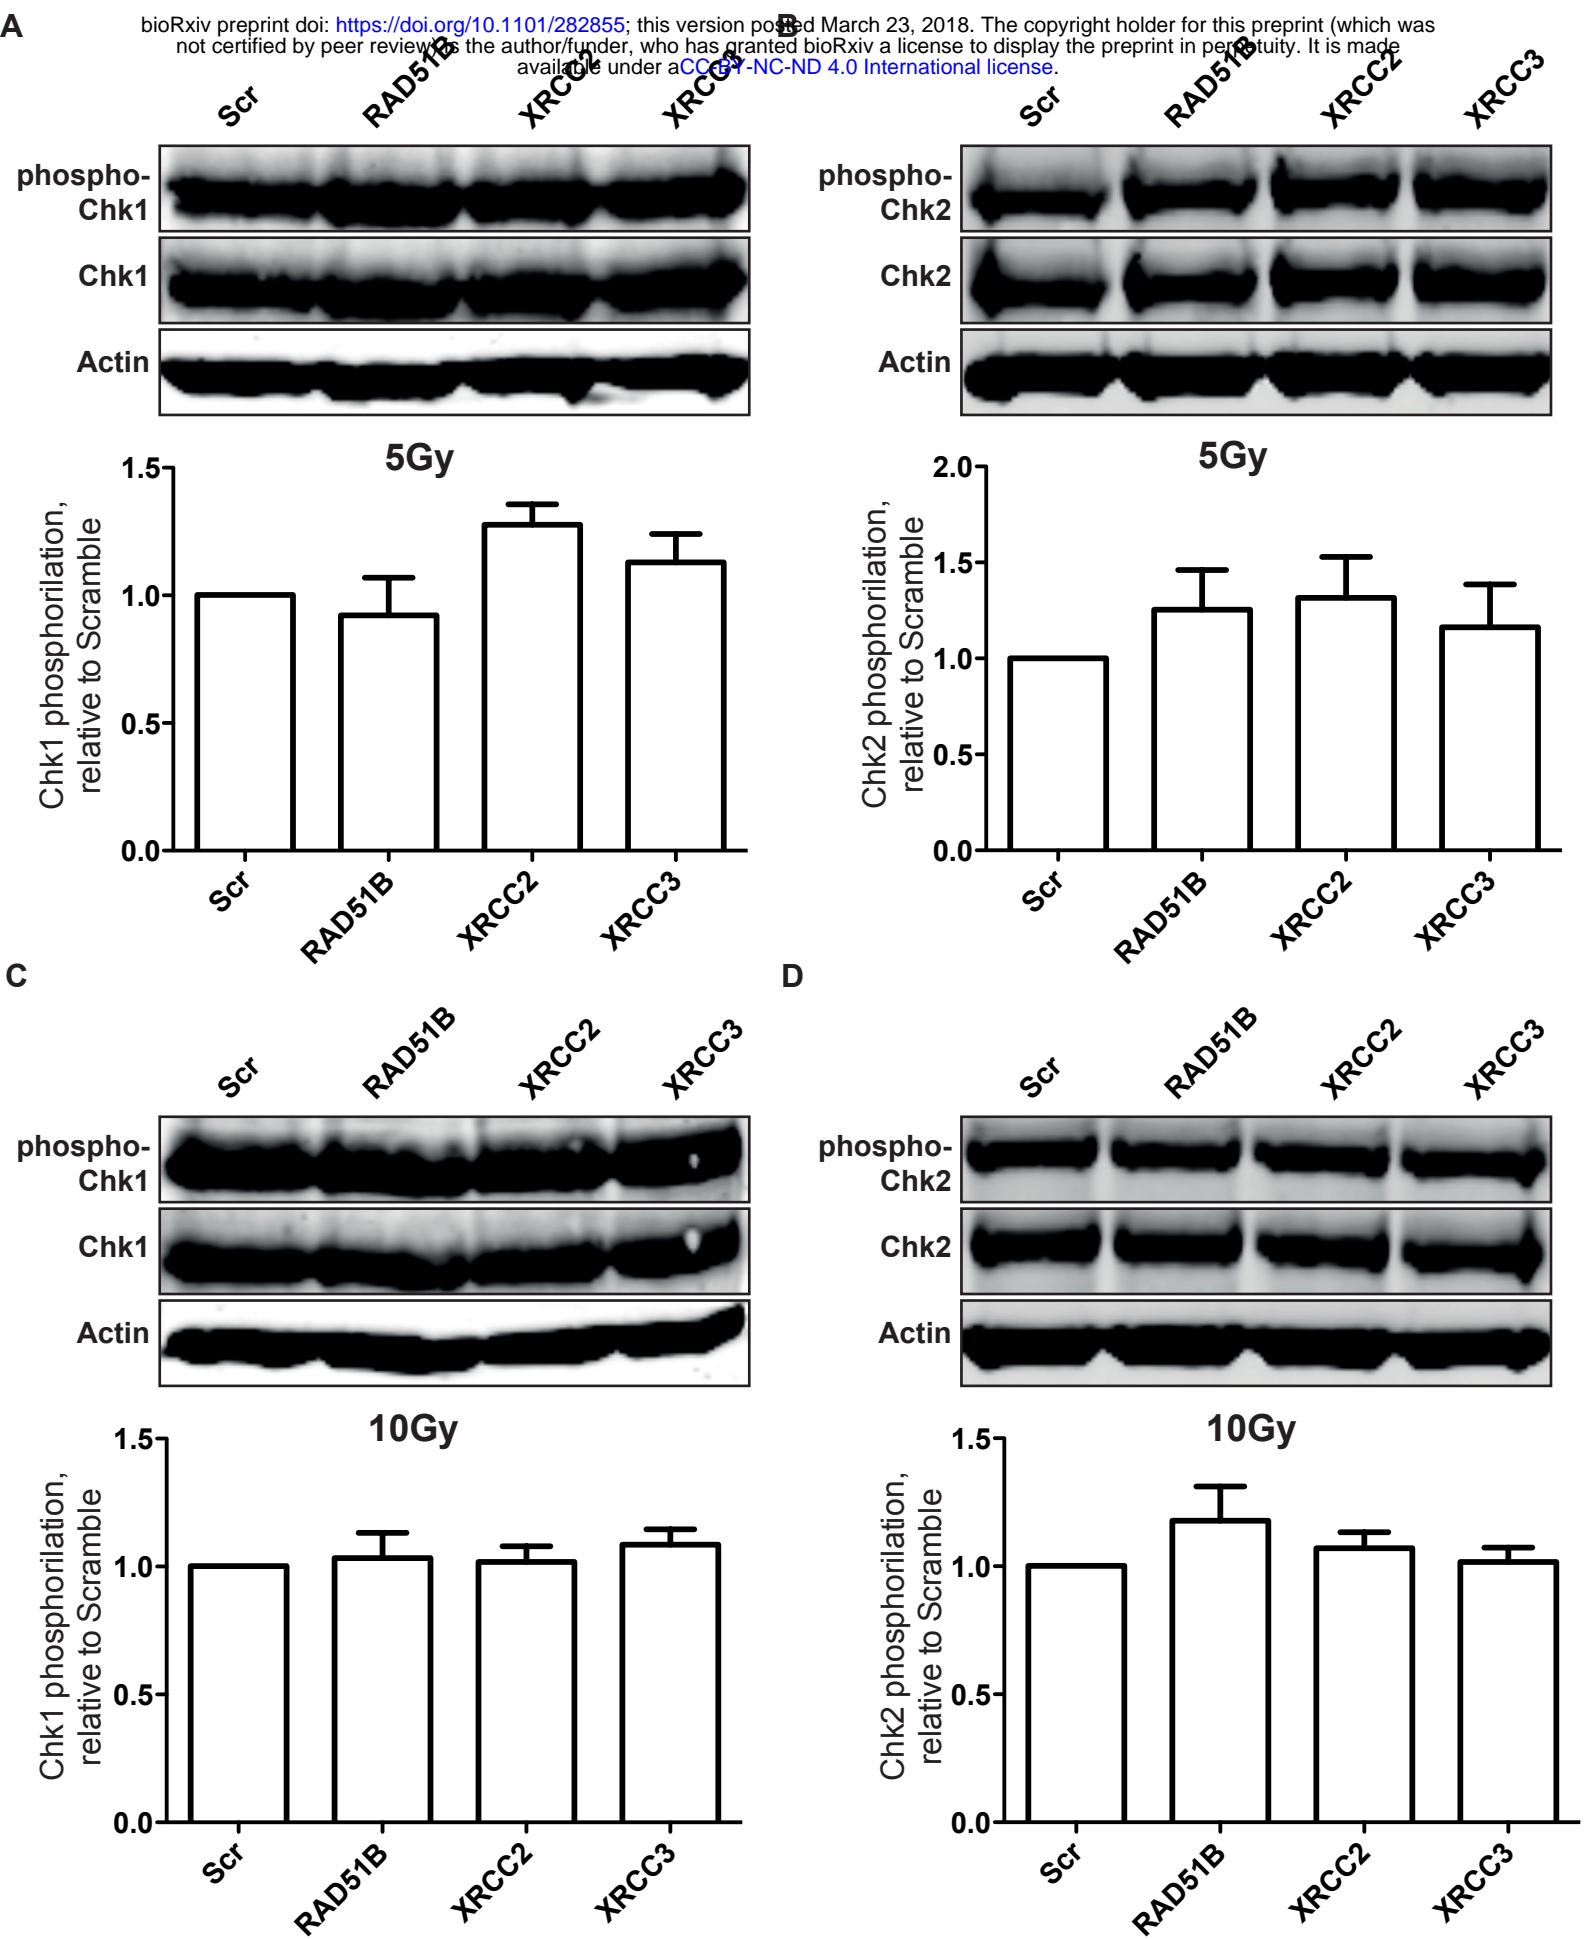 A
B
bioRxiv preprint doi: https://doi.org/10.1101/282855; this version posted March 23, 2018. The copyright holder for this preprint (which was
not certified by peer review) is the author/funder, who has granted bioRxiv a license to display the preprint in perpetuity. It is made
available under aCC-BY-NC-ND 4.0 International license.
Scr
RAD51B
XRCC2
XRCC3
phospho-
Chk1
Chk1
Actin
5Gy
Chk1 phosphorilation,
relative to Scramble
1.5
1.0
0.5
0.0
Scr
RAD51B
XRCC2
XRCC3
Scr
RAD51B
XRCC2
XRCC3
phospho-
Chk2
Chk2
Actin
5Gy
Chk2 phosphorilation,
relative to Scramble
2.0
1.5
1.0
0.5
0.0
Scr
RAD51B
XRCC2
XRCC3
C
Scr
RAD51B
XRCC2
XRCC3
phospho-
Chk1
Chk1
Actin
10Gy
Chk1 phosphorilation,
relative to Scramble
1.5
1.0
0.5
0.0
Scr
RAD51B
XRCC2
XRCC3
D
Scr
RAD51B
XRCC2
XRCC3
phospho-
Chk2
Chk2
Actin
10Gy
Chk2 phosphorilation,
relative to Scramble
1.5
1.0
0.5
0.0
Scr
RAD51B
XRCC2
XRCC3